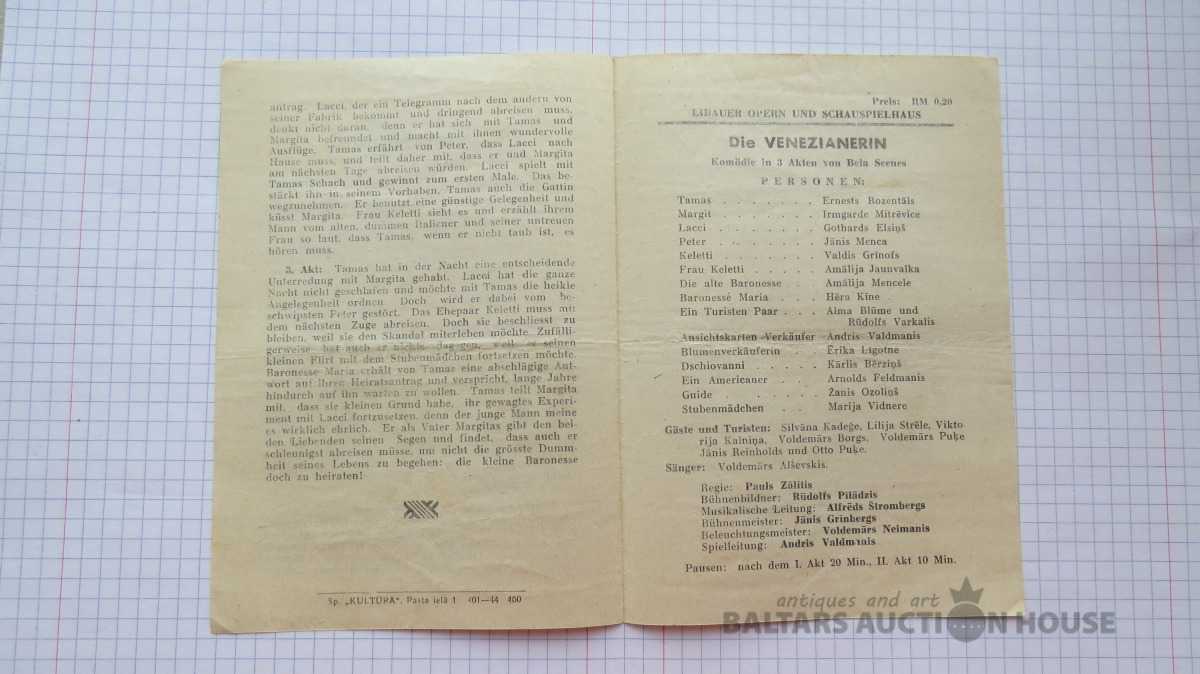 antrag. Lacci, der ein Telegramm nach dem andern von
seiner Fabrik bekommt und dringend abreisen muss,
denkt nicht daran, denn er hat sich mit Tamas und
Margita befreundet und macht mit ihnen wundervolle
Ausflüge. Tamas erfährt von Peter, dass Lacci nach
Hause muss, und teilt daher mit, dass er und Margita
am nächsten Tage abreisen würden. Lacci spielt mit
Tamas Schach und gewinnt zum ersten Male. Das be-
stärkt ihn in seinem Vorhaben, Tamas auch die Gattin
wegzunehmen. Er benutzt eine günstige Gelegenheit und
küsst Margita. Frau Keletti sieht es und erzählt ihrem
Mann vom alten, dummen Italiener und seiner untreuen
Frau so laut, dass Tamas, wenn er nicht taub ist, es
hören muss.
3. Akt: Tamas hat in der Nacht eine entscheidende
Unterredung mit Margita gehabt. Lacci hat die ganze
Nacht nicht geschlafen und möchte mit Tamas die heikle
Angelegenheit ordnen. Doch wird er dabei vom be-
schwipsten Peter gestört. Das Ehepaar Keletti muss mit
dem nächsten Zuge abreisen. Doch sie beschliesst zu
bleiben, weil sie den Skandal miterleben möchte. Zufälli-
gerweise hat auch er nichts dagegen, weil er seinen
kleinen Flirt mit dem Stubenmädchen fortsetzen möchte.
Baronesse Maria erhält von Tamas eine abschlägige Ant-
wort auf ihren Heiratsantrag und verspricht, lange Jahre
hindurch auf ihn warten zu wollen. Tamas teilt Margita
mit, dass sie kleinen Grund habe, ihr gewagtes Experi-
ment mit Lacci fortzusetzen, denn der junge Mann meine
es wirklich ehrlich. Er als Vater Margitas gibt den bei-
den Liebenden seinen Segen und findet, dass auch er
schleunigst abreisen müsse, um nicht die grösste Dumm-
heit seines Lebens zu begehen: die kleine Baronesse
doch zu heiraten!
Sp. „KULTŪRA", Pasta ielā 1 401—44 400
Preis: RM 0,20
LIBAUER OPERN UND SCHAUSPIELHAUS
Die VENEZIANERIN
Komödie in 3 Akten von Bela Scenes
PERSONEN:
Tamas . . . . . . . Ernests Rozentāls
Margit . . . . . . . Irmgarde Mitrēvice
Lacci . . . . . . . Gothards Elsiņš
Peter . . . . . . . Jānis Menca
Keletti . . . . . . Valdis Grīnofs
Frau Keletti . . . . . Amālija Jaunvalka
Die alte Baronesse . . . Amālija Mencele
Baronesse Maria . . . Hēra Kine
Ein Turisten Paar . . . Alma Blūme und
Rūdolfs Varkalis
Ansichtskarten-Verkäufer Andris Valdmanis
Blumenverkäuferin . . Ērika Līgotne
Dschiovanni . . . . . Kārlis Bērziņš
Ein Americaner . . . Arnolds Feldmanis
Guide . . . . . . Žanis Ozoliņš
Stubenmädchen . . . Marija Vidnere
Gäste und Turisten: Silvāna Kadeģe, Lilija Strēle, Vikto-
rija Kalniņa, Voldemārs Borgs, Voldemārs Puķe
Jānis Reinholds und Otto Puķe.
Sänger: Voldemārs Alševskis.
Regie: Pauls Zālītis
Bühnenbildner: Rūdolfs Pilādzis
Musikalische Leitung: Alfrēds Štrombergs
Bühnenmeister: Jānis Grīnbergs
Beleuchtungsmeister: Voldemārs Neimanis
Spielleitung: Andris Valdmanis
Pausen: nach dem I. Akt 20 Min., II. Akt 10 Min.
antiques and art
BALTARS AUCTION HOUSE